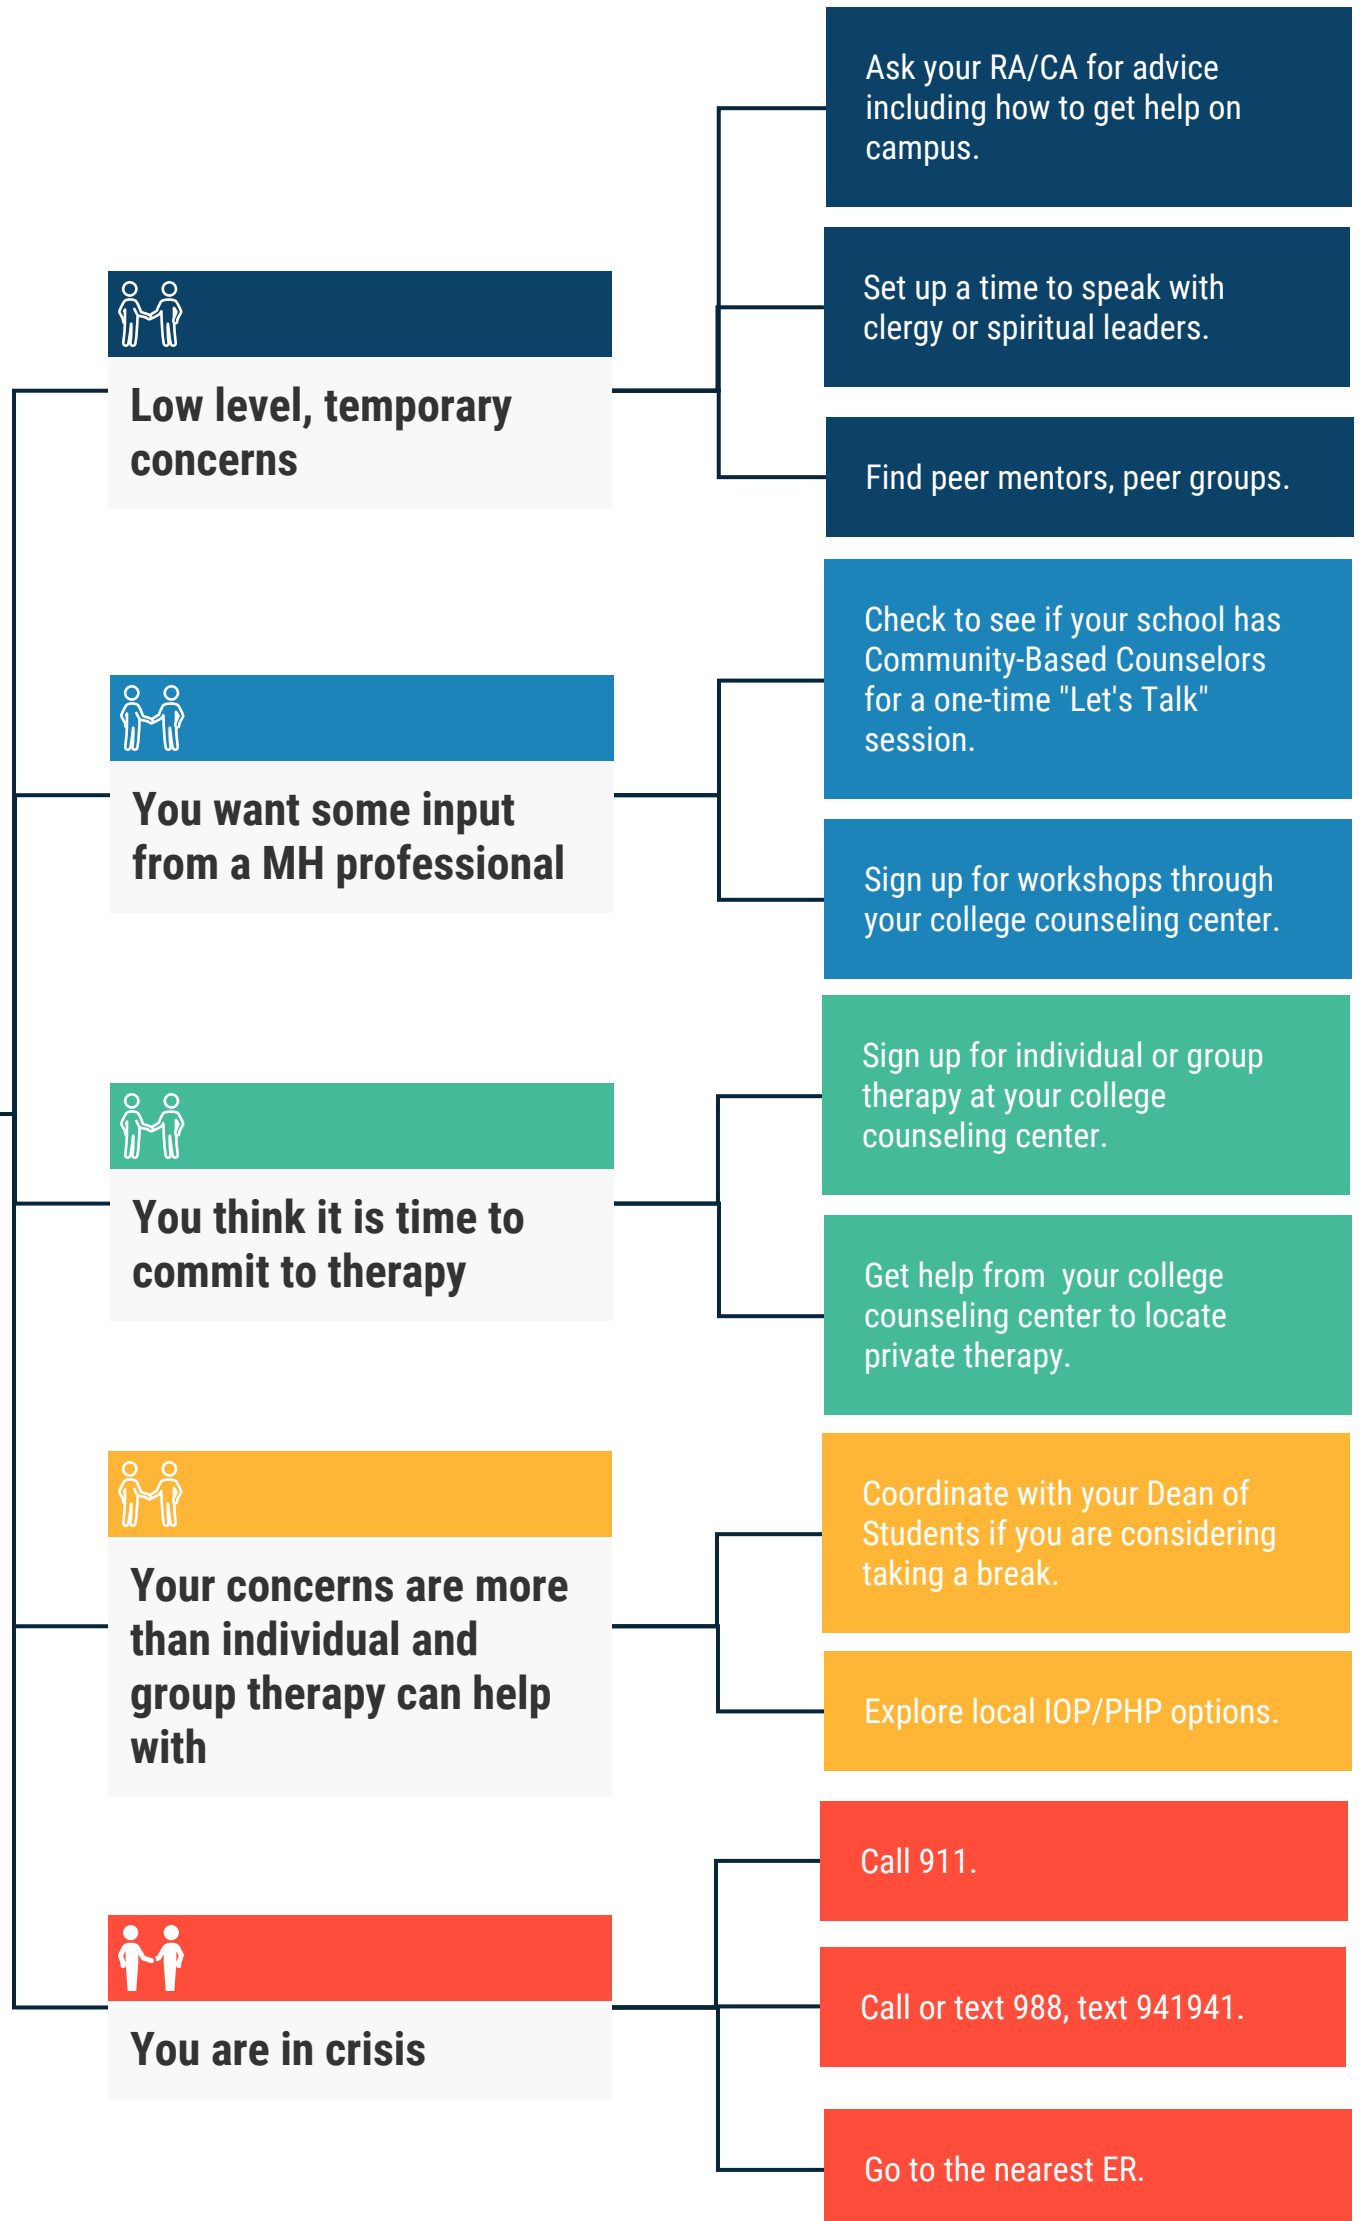 Low level, temporary
concerns
Ask your RA/CA for advice
including how to get help on
campus.
Set up a time to speak with
clergy or spiritual leaders.
Find peer mentors, peer groups.
You want some input
from a MH professional
Check to see if your school has
Community-Based Counselors
for a one-time "Let's Talk"
session.
Sign up for workshops through
your college counseling center.
You think it is time to
commit to therapy
Sign up for individual or group
therapy at your college
counseling center.
Get help from  your college
counseling center to locate
private therapy.
Your concerns are more
than individual and
group therapy can help
with
Coordinate with your Dean of
Students if you are considering
taking a break.
Explore local IOP/PHP options.
You are in crisis
Call 911.
Call or text 988, text 941941.
Go to the nearest ER.